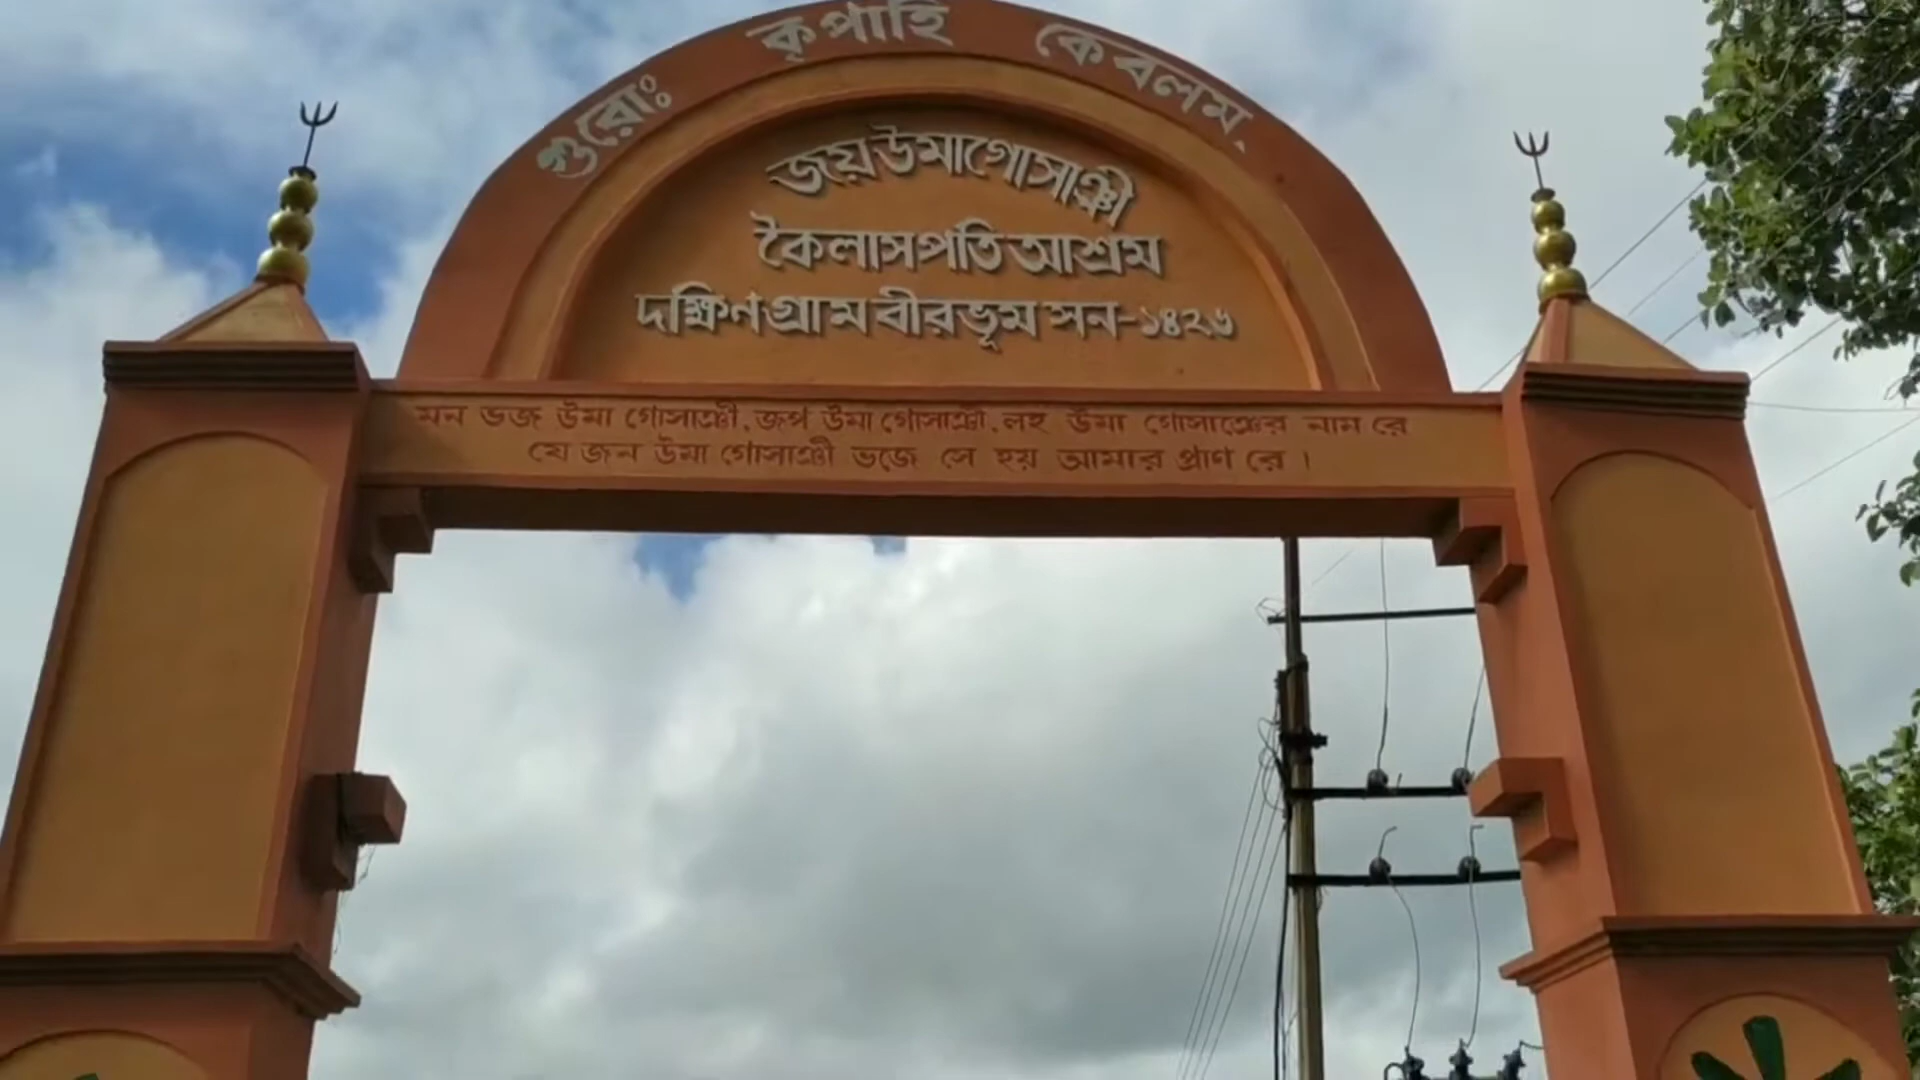 গুরোঃ কৃপাহি কেবলম্
জয় উমা গোসাঞী
কৈলাসপতি আশ্রম
দক্ষিণগ্রাম বীরভূম সন-১৪২৬
মন ভজ উমা গোসাঞী, জপ উমা গোসাঞী, লহ উমা গোসাঞের নাম রে
যে জন উমা গোসাঞী ভজে সে হয় আমার প্রাণ রে।